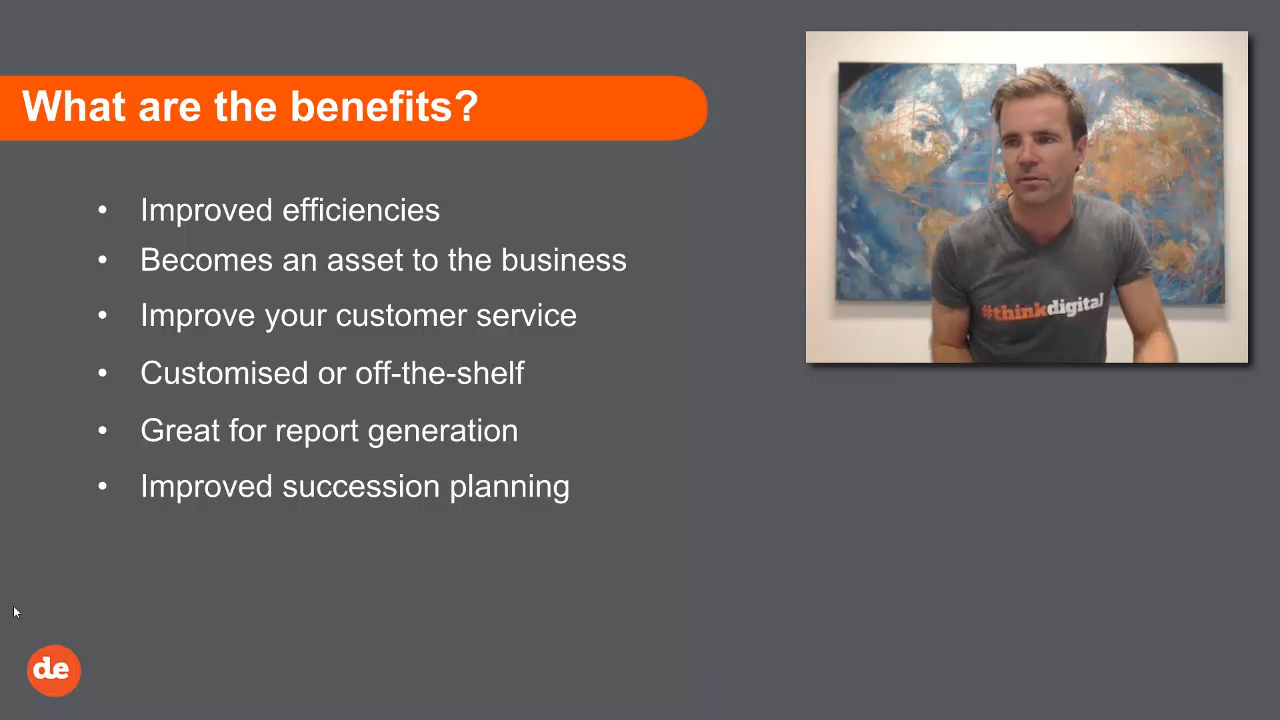 What are the benefits?
• Improved efficiencies
• Becomes an asset to the business
• Improve your customer service
• Customised or off-the-shelf
• Great for report generation
• Improved succession planning
#thinkdigital
de